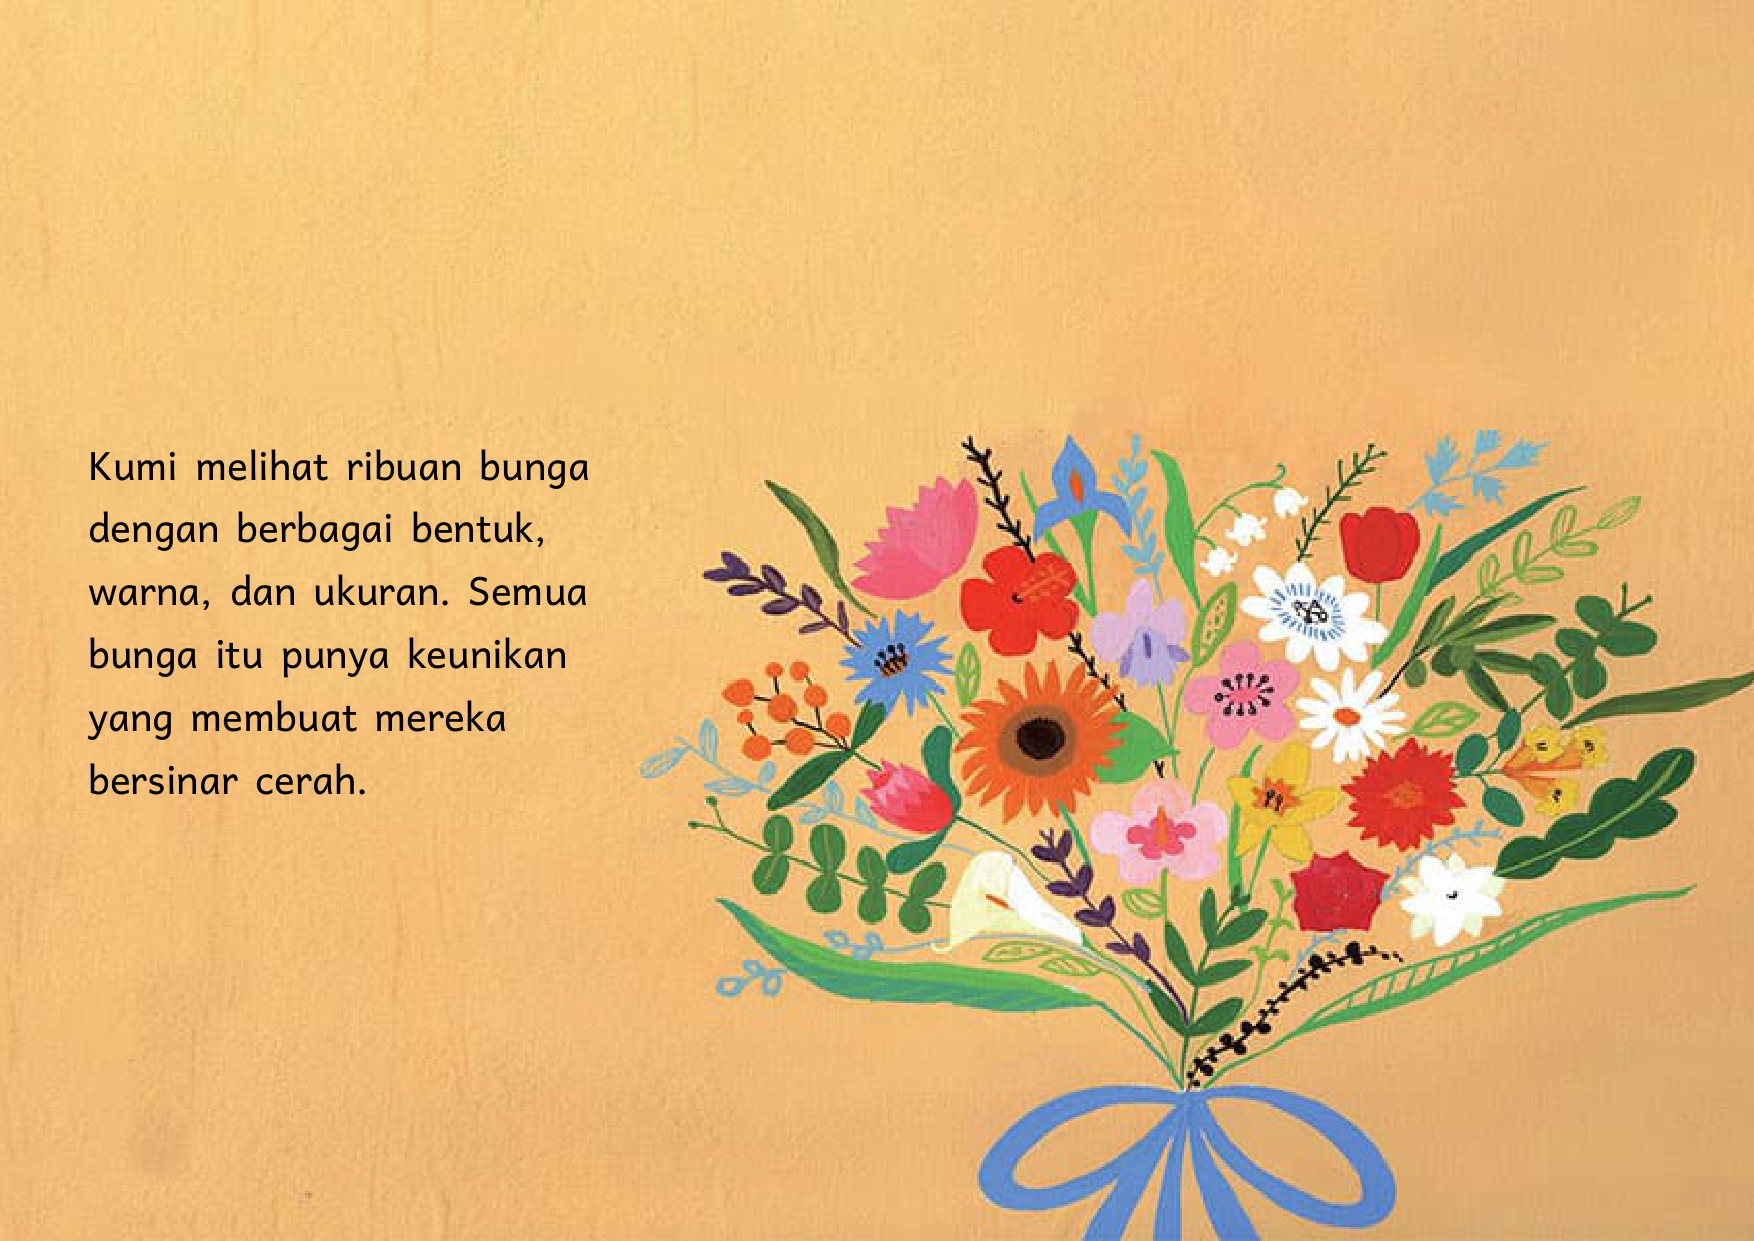 Kumi melihat ribuan bunga
dengan berbagai bentuk,
warna, dan ukuran. Semua
bunga itu punya keunikan
yang membuat mereka
bersinar cerah.